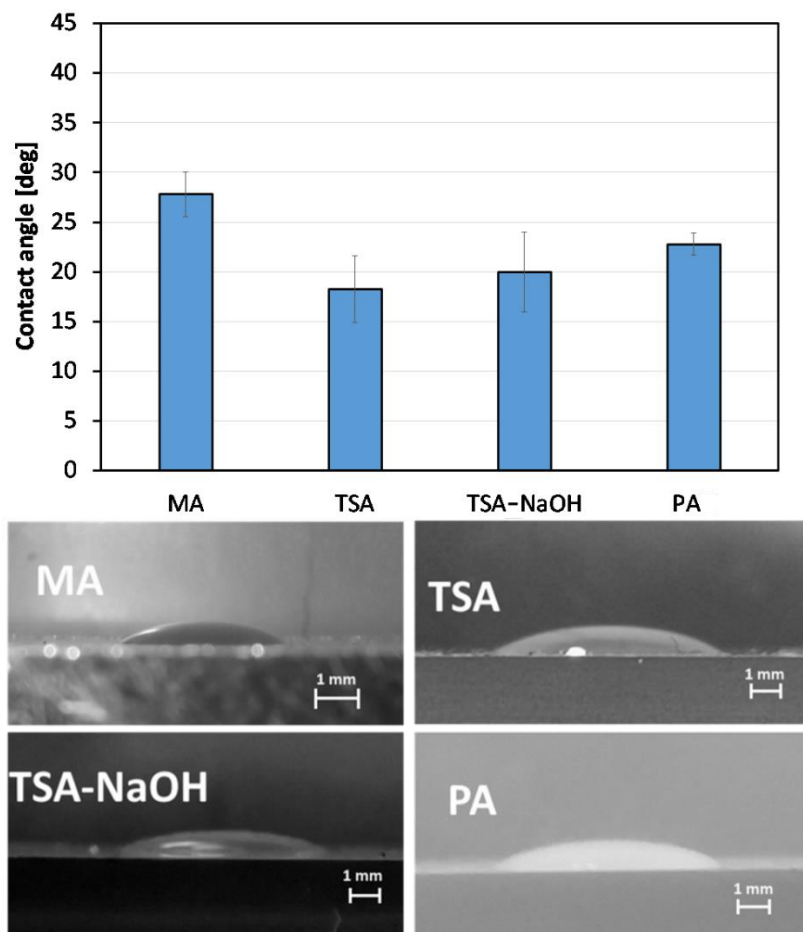 45
40
35
30
25
20
15
10
5
0
Contact angle [deg]
MA TSA TSA-NaOH PA
MA
1 mm
TSA
1 mm
TSA-NaOH
1 mm
PA
1 mm